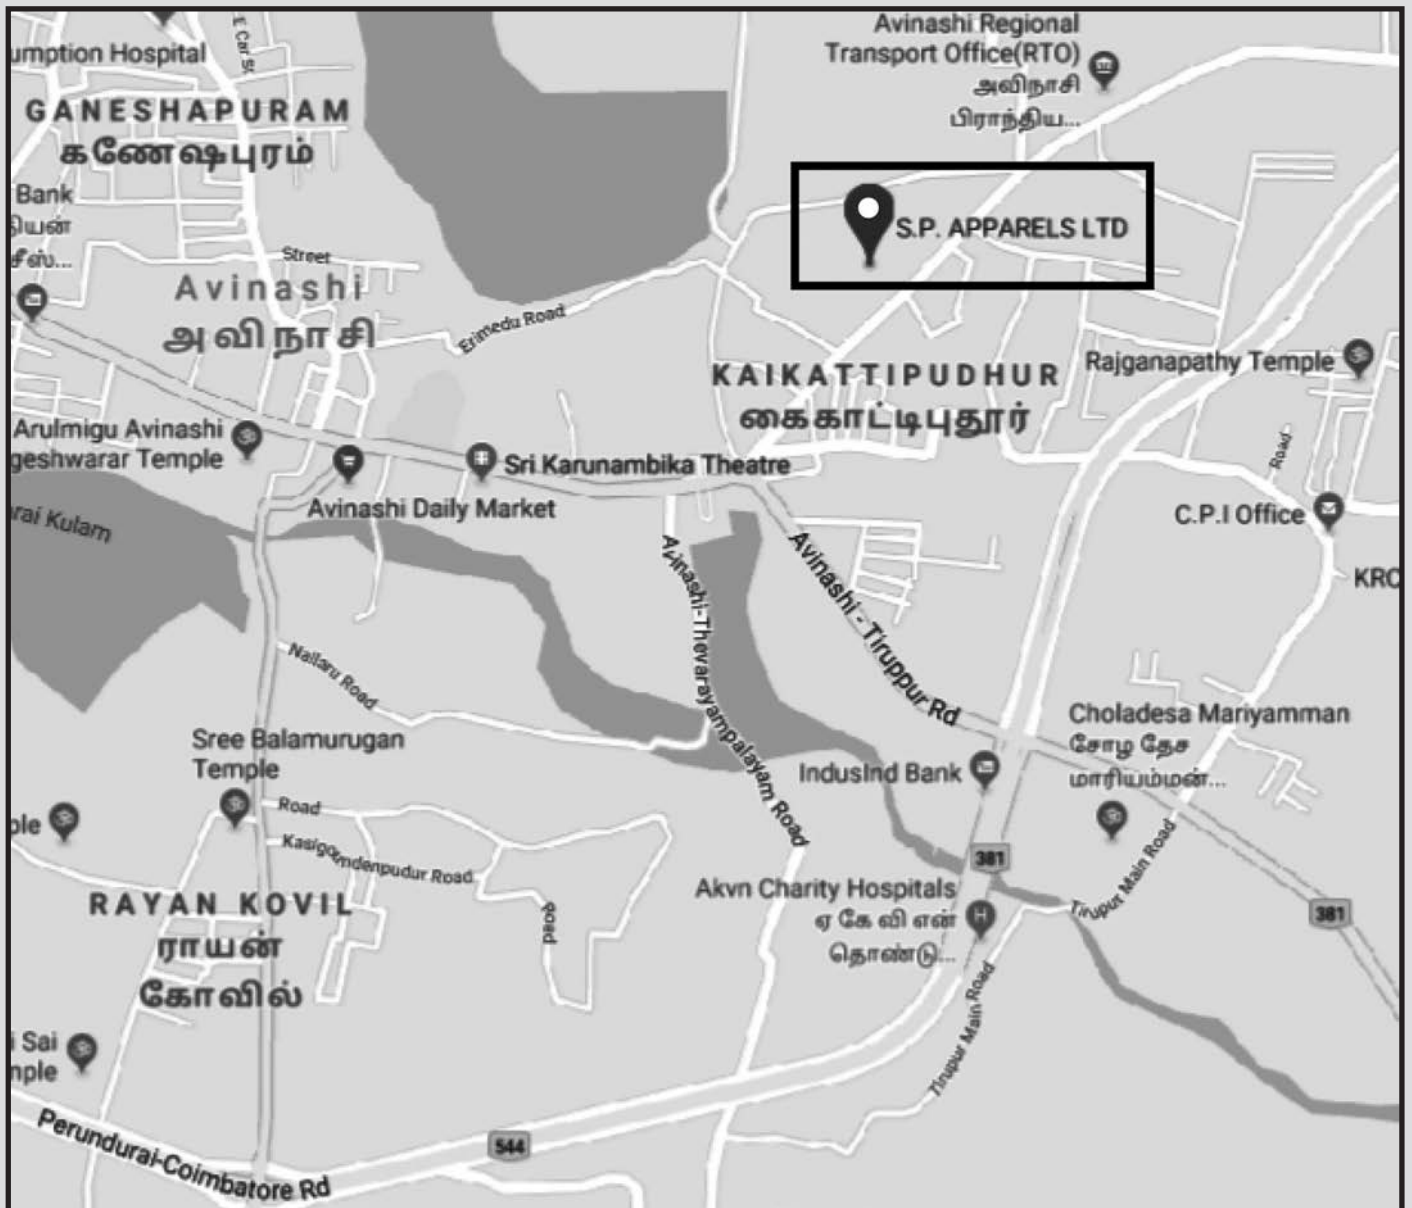 Avinashi Regional
Transport Office(RTO)
அவிநாசி
பிராந்திய...
umption Hospital
E Car St
GANESHAPURAM
கணேஷபுரம்
Bank
சீஸ்...
S.P. APPARELS LTD
Street
Avinashi
அவிநாசி
Erimedu Road
Rajganapathy Temple
KAIKATTIPUDHUR
கைகாட்டிபுதூர்
Arulmigu Avinashi
geshwarar Temple
Sri Karunambika Theatre
Road
Avinashi Daily Market
C.P.I Office
rai Kulam
KRC
Avinashi-Thevarayampalayam Road
Avinashi - Tiruppur Rd
Nallaru Road
Choladesa Mariyamman
சோழ தேச
மாரியம்மன்...
Sree Balamurugan
Temple
IndusInd Bank
Road
ple
Kasigoundenpudur Road
381
Akvn Charity Hospitals
ஏ கே வி என்
தொண்டு...
Tirupur Main Road
381
RAYAN KOVIL
ராயன்
கோவில்
Road
Tirupur Main Road
i Sai
mple
Perundurai-Coimbatore Rd
544